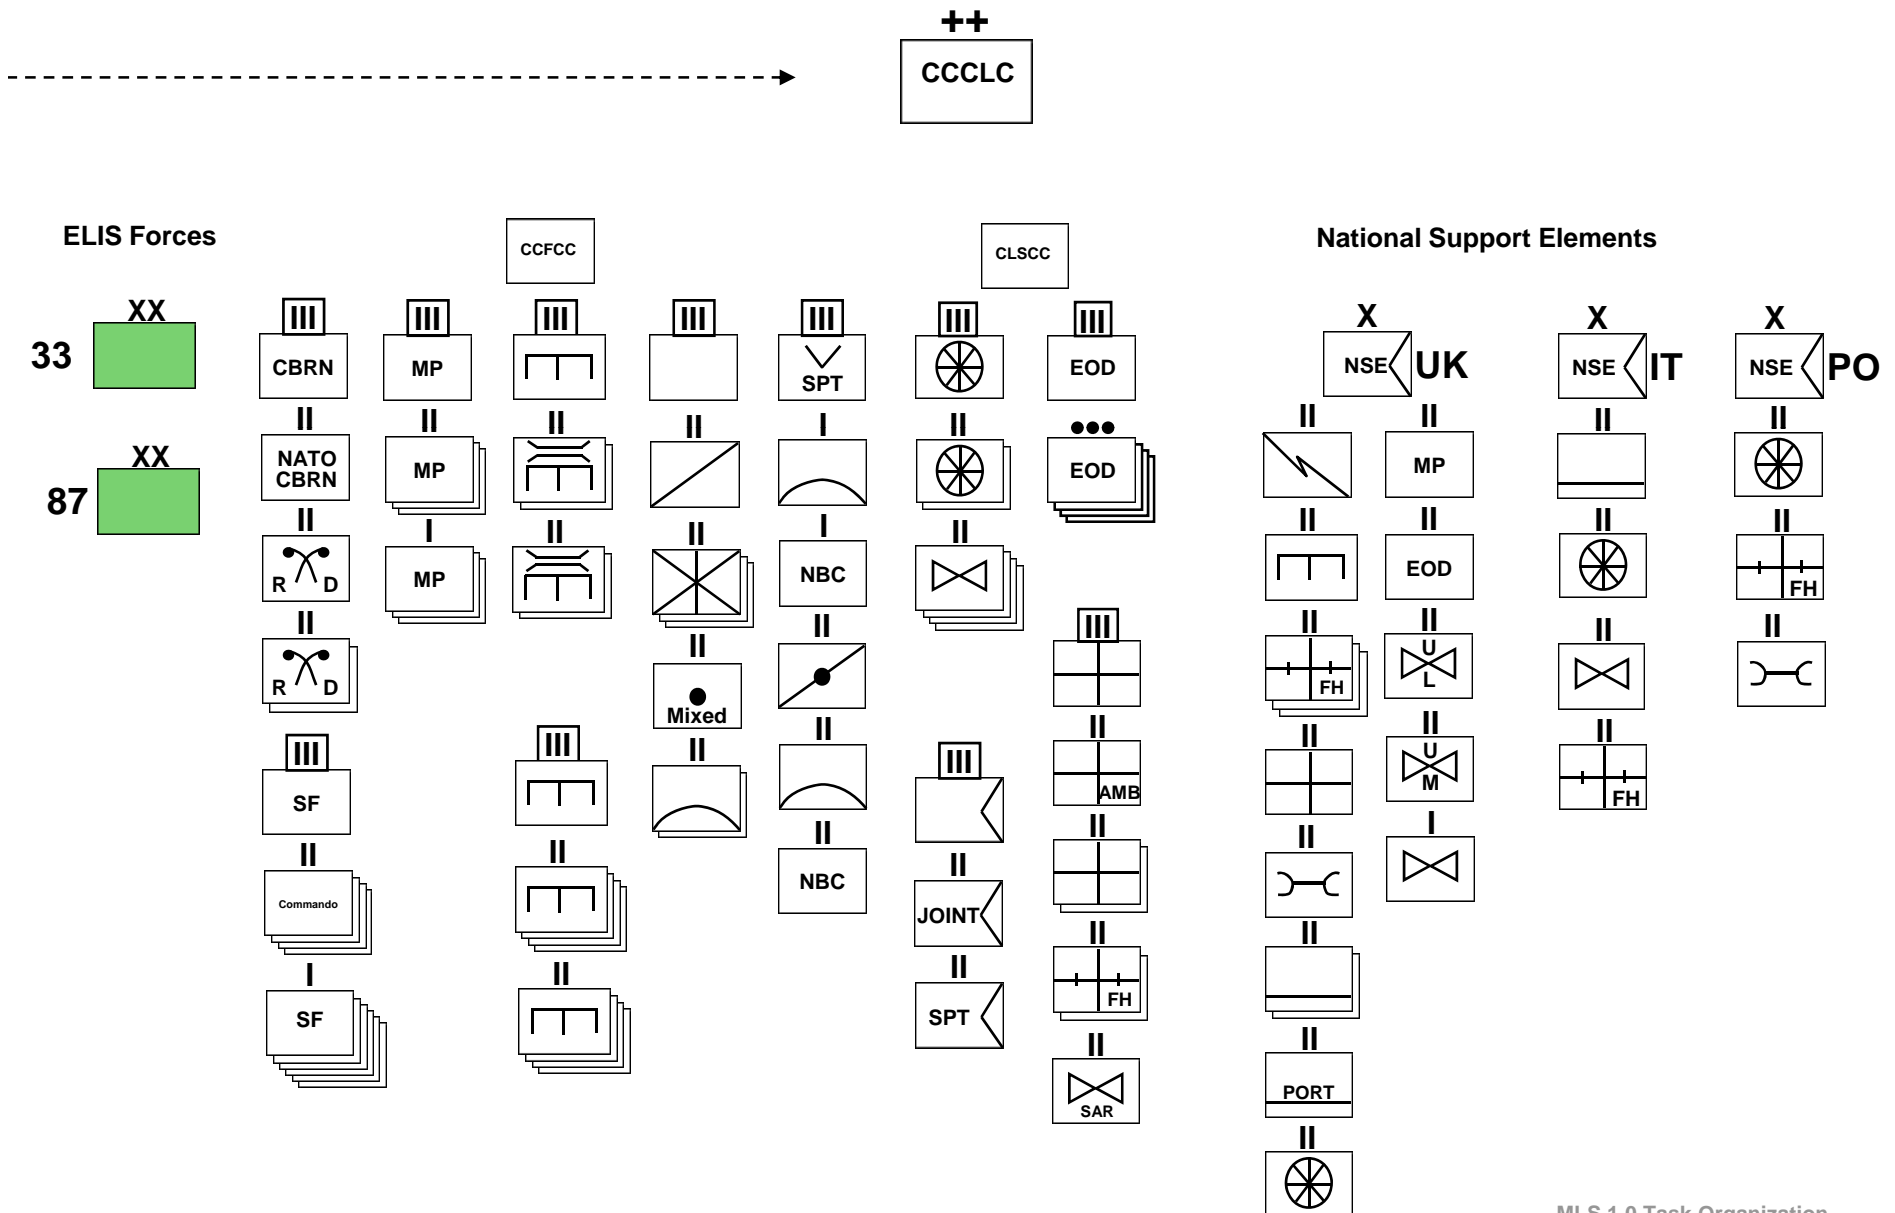 ++
CCCLC
ELIS Forces
CCFCC
CLSCC
National Support Elements
XX
33
XX
87
III
CBRN
II
NATO
CBRN
II
R D
II
R D
III
SF
II
Commando
I
SF
III
MP
II
MP
I
MP
III
II
II
III
II
II
III
II
II
II
Mixed
II
III
SPT
I
I
NBC
II
II
II
NBC
III
II
II
III
II
JOINT
II
SPT
III
EOD
EOD
III
II
AMB
II
II
FH
II
SAR
X
NSE
UK
II
II
II
FH
II
II
II
II
PORT
II
II
MP
II
EOD
II
U
L
II
U
M
I
X
NSE
IT
II
II
II
II
FH
X
NSE
PO
II
II
FH
II
MLS 1.0 Task Organization